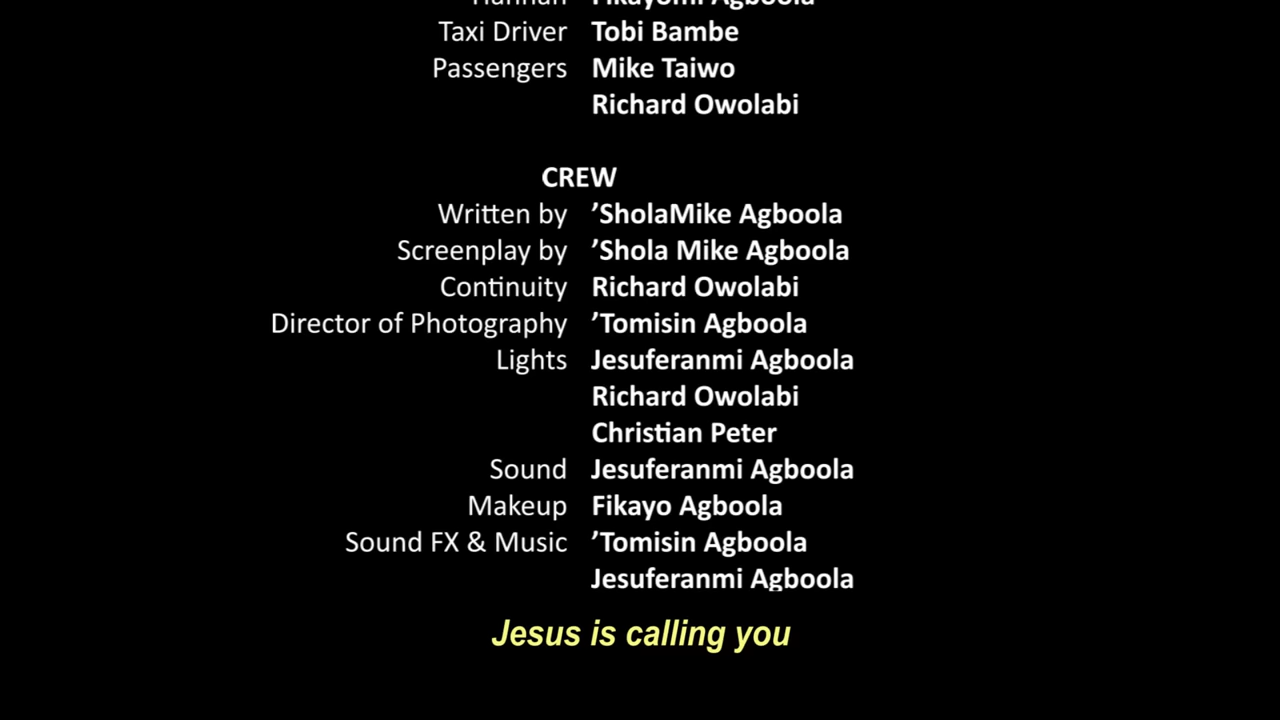 Hannah Fikayomi Agboola
Taxi Driver Tobi Bambe
Passengers Mike Taiwo
Richard Owolabi
CREW
Written by ’SholaMike Agboola
Screenplay by ’Shola Mike Agboola
Continuity Richard Owolabi
Director of Photography ’Tomisin Agboola
Lights Jesuferanmi Agboola
Richard Owolabi
Christian Peter
Sound Jesuferanmi Agboola
Makeup Fikayo Agboola
Sound FX & Music ’Tomisin Agboola
Jesuferanmi Agboola
Jesus is calling you